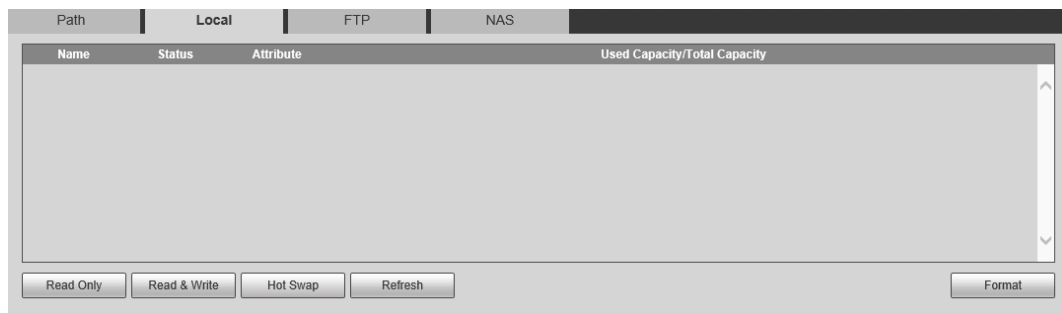 Path Local FTP NAS
Name Status Attribute Used Capacity/Total Capacity
Read Only Read & Write Hot Swap Refresh Format